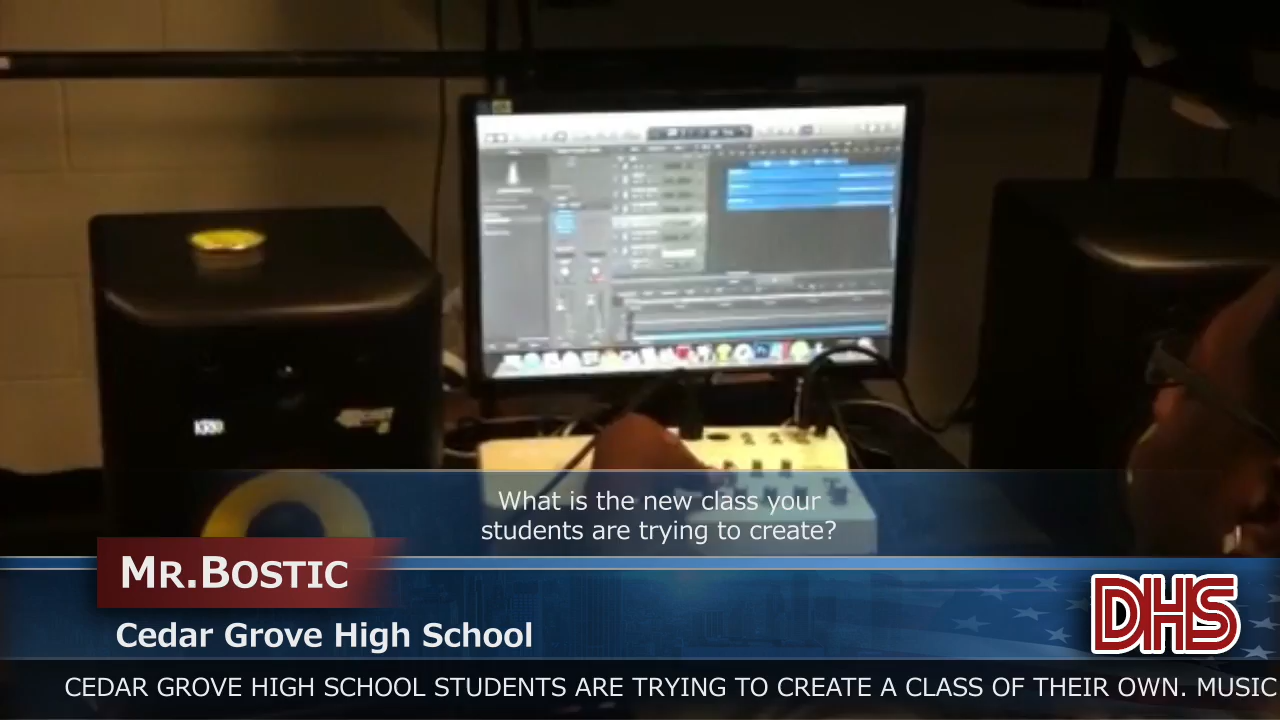 What is the new class your
students are trying to create?
MR.BOSTIC
Cedar Grove High School
DHS
CEDAR GROVE HIGH SCHOOL STUDENTS ARE TRYING TO CREATE A CLASS OF THEIR OWN. MUSIC